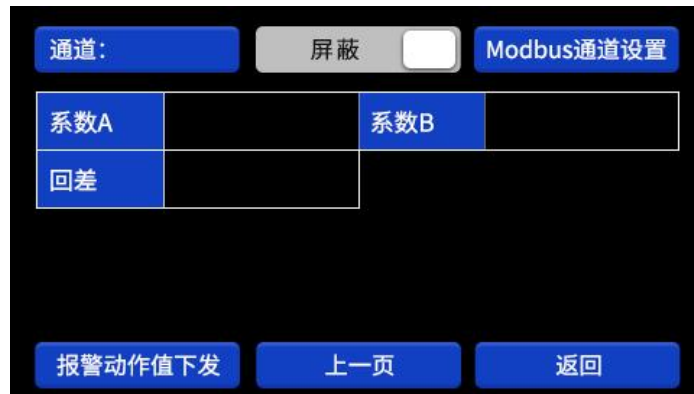 通道：
屏蔽
Modbus通道设置
系数A
系数B
回差
报警动作值下发
上一页
返回